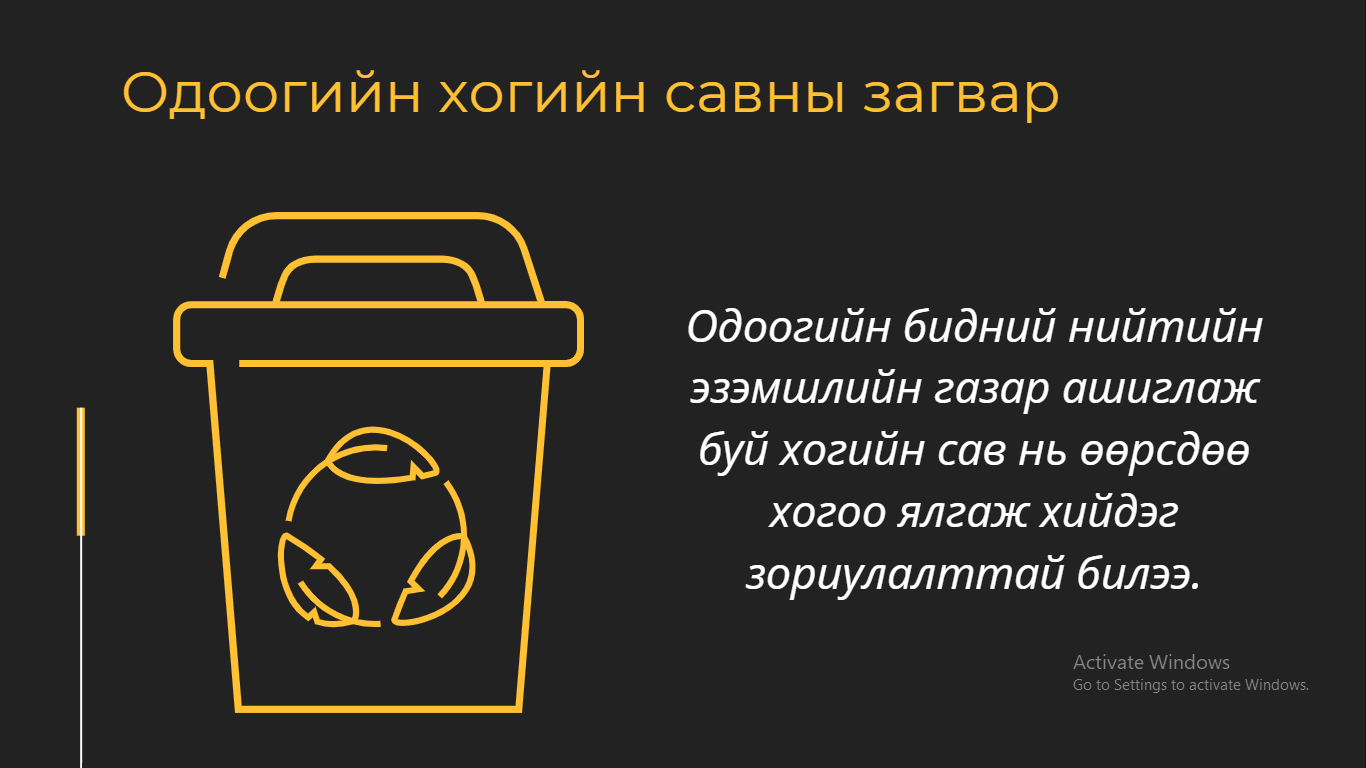 Одоогийн хогийн савны загвар
Одоогийн бидний нийтийн
эзэмшлийн газар ашиглаж
буй хогийн сав нь өөрсдөө
хогоо ялгаж хийдэг
зориулалттай билээ.
Activate Windows
Go to Settings to activate Windows.